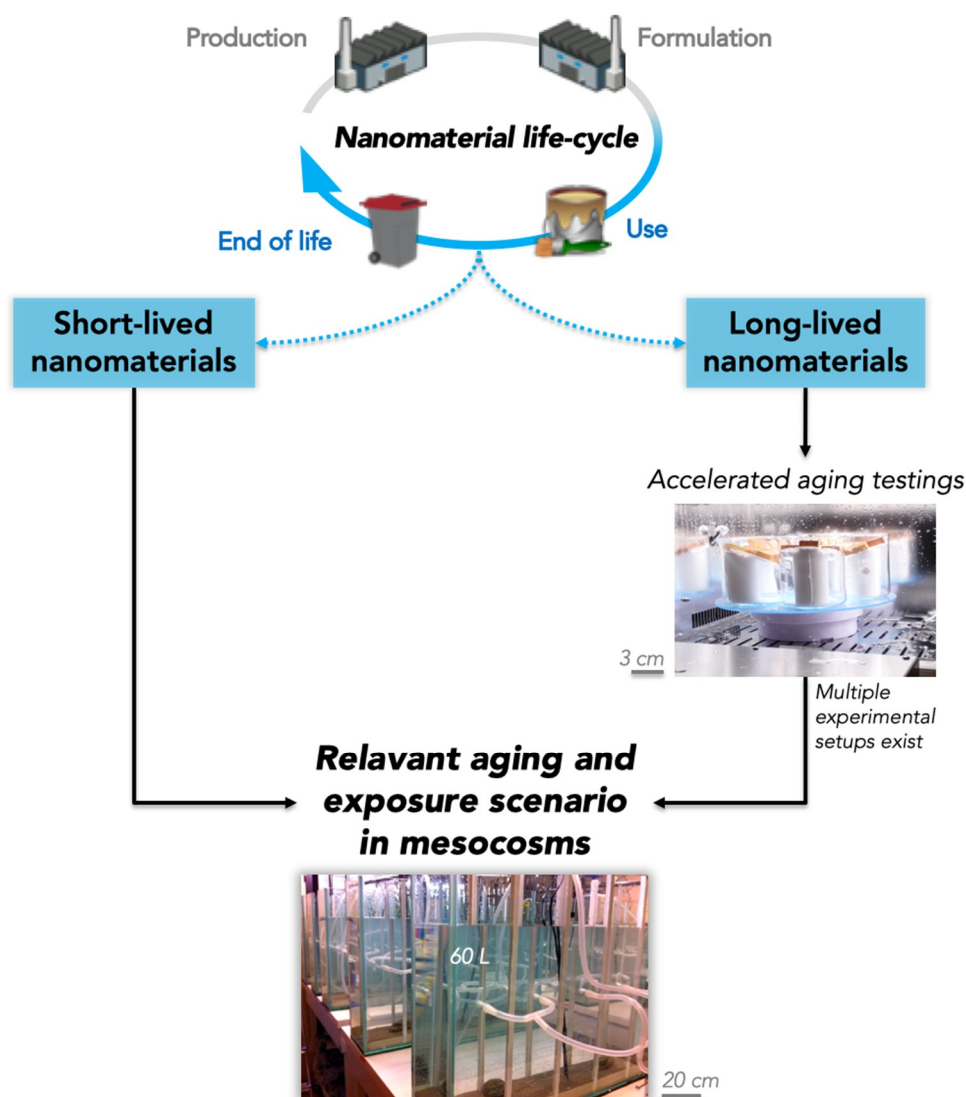 Production
Formulation
Nanomaterial life-cycle
End of life
Use
Short-lived
nanomaterials
Long-lived
nanomaterials
Accelerated aging testings
3 cm
Multiple
experimental
setups exist
Relavant aging and
exposure scenario
in mesocosms
60 L
20 cm